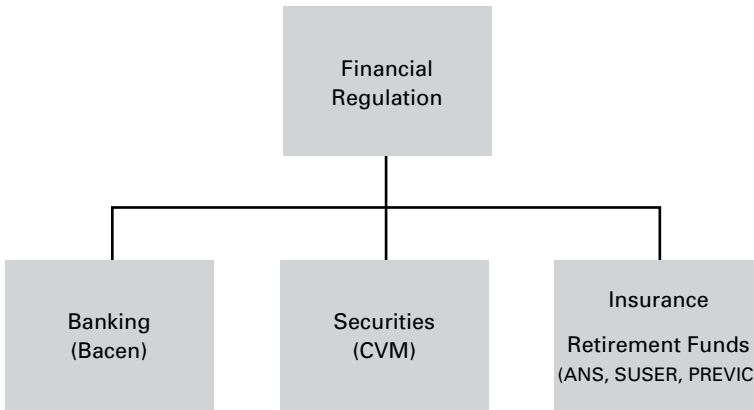 Financial
Regulation
Banking
(Bacen)
Securities
(CVM)
Insurance
Retirement Funds
(ANS, SUSER, PREVIC